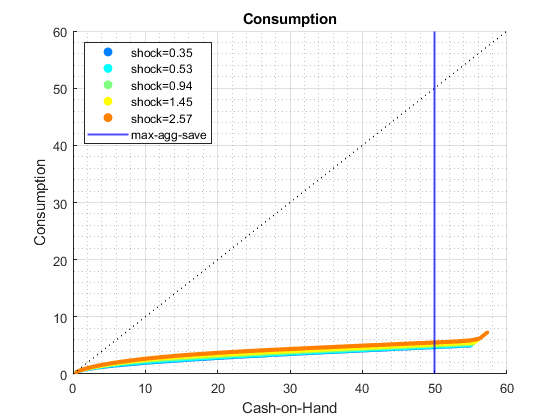 Consumption
60
50
40
30
20
10
0
Consumption
shock=0.35
shock=0.53
shock=0.94
shock=1.45
shock=2.57
max-agg-save
0
10
20
30
40
50
60
Cash-on-Hand